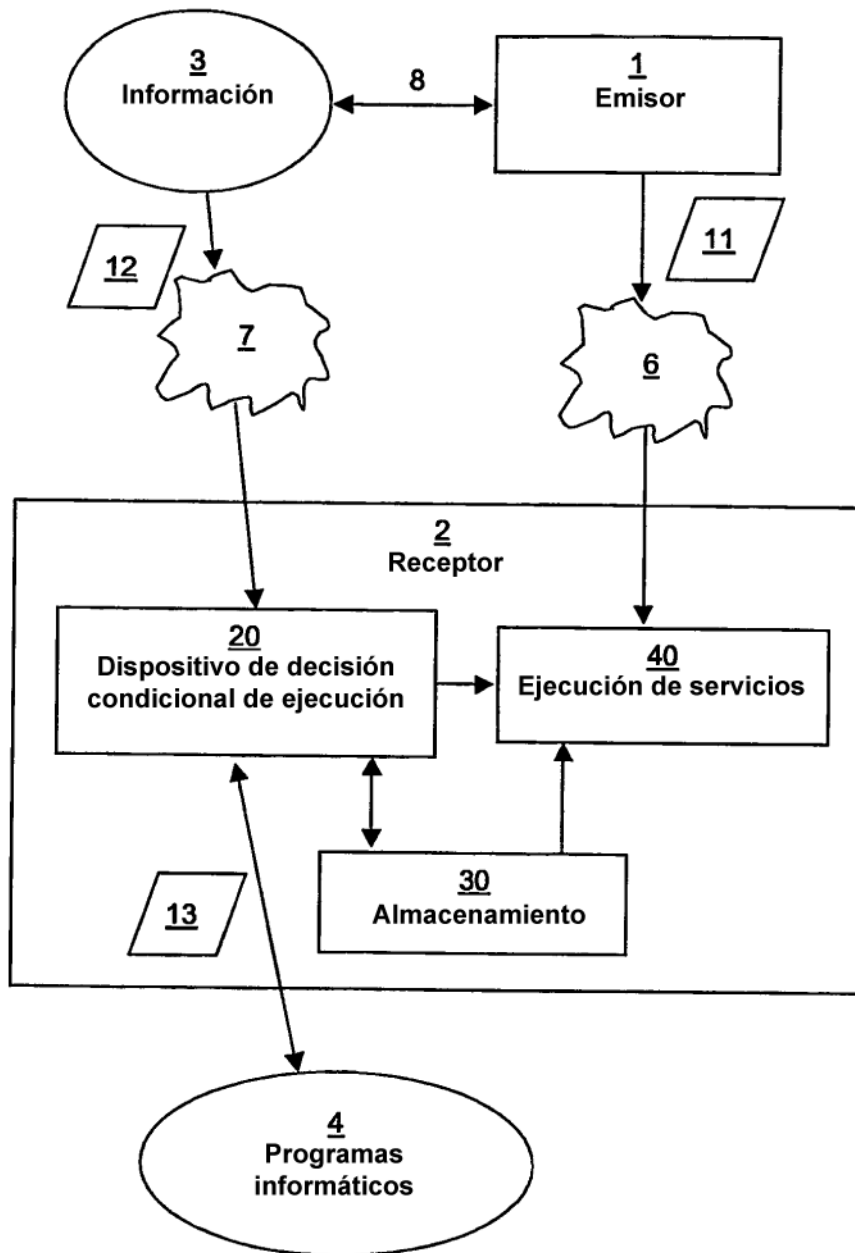 3
Información
8
1
Emisor
12
11
7
6
2
Receptor
20
Dispositivo de decisión
condicional de ejecución
40
Ejecución de servicios
30
Almacenamiento
13
4
Programas
informáticos